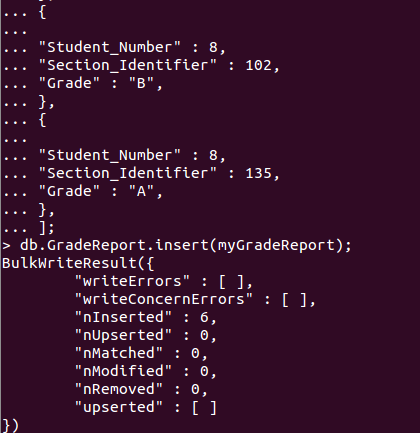 ... {
...
... "Student_Number" : 8,
... "Section_Identifier" : 102,
... "Grade" : "B",
... },
... {
...
... "Student_Number" : 8,
... "Section_Identifier" : 135,
... "Grade" : "A",
... },
... ];
> db.GradeReport.insert(myGradeReport);
BulkWriteResult({
        "writeErrors" : [ ],
        "writeConcernErrors" : [ ],
        "nInserted" : 6,
        "nUpserted" : 0,
        "nMatched" : 0,
        "nModified" : 0,
        "nRemoved" : 0,
        "upserted" : [ ]
})